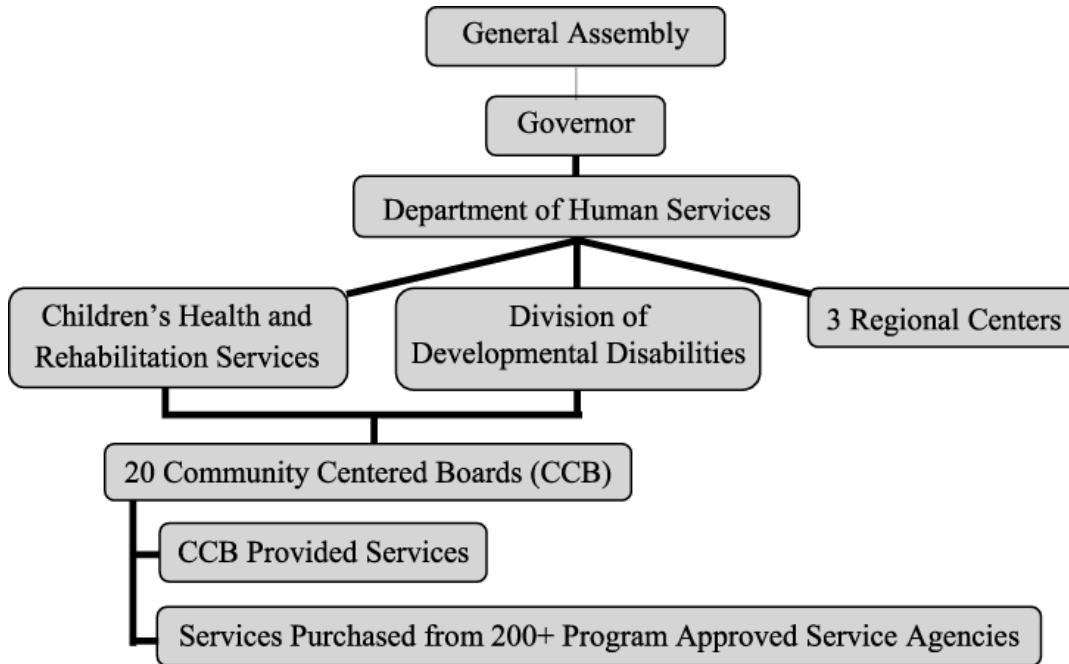 General Assembly
Governor
Department of Human Services
Children’s Health and
Rehabilitation Services
Division of
Developmental Disabilities
3 Regional Centers
20 Community Centered Boards (CCB)
CCB Provided Services
Services Purchased from 200+ Program Approved Service Agencies